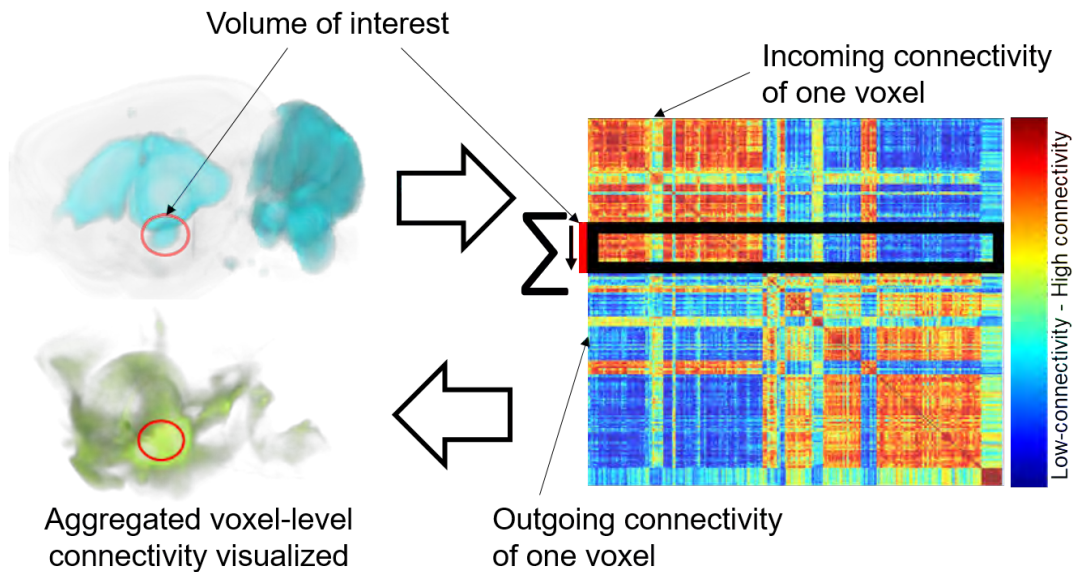 Volume of interest
Incoming connectivity
of one voxel
∑
Low-connectivity - High connectivity
Aggregated voxel-level
connectivity visualized
Outgoing connectivity
of one voxel